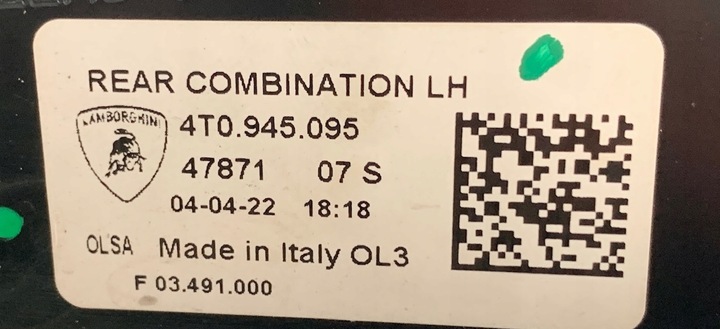 REAR COMBINATION LH
LAMBORGHINI
4T0.945.095
47871 07 S
04-04-22 18:18
OLSA Made in Italy OL3
F 03.491.000